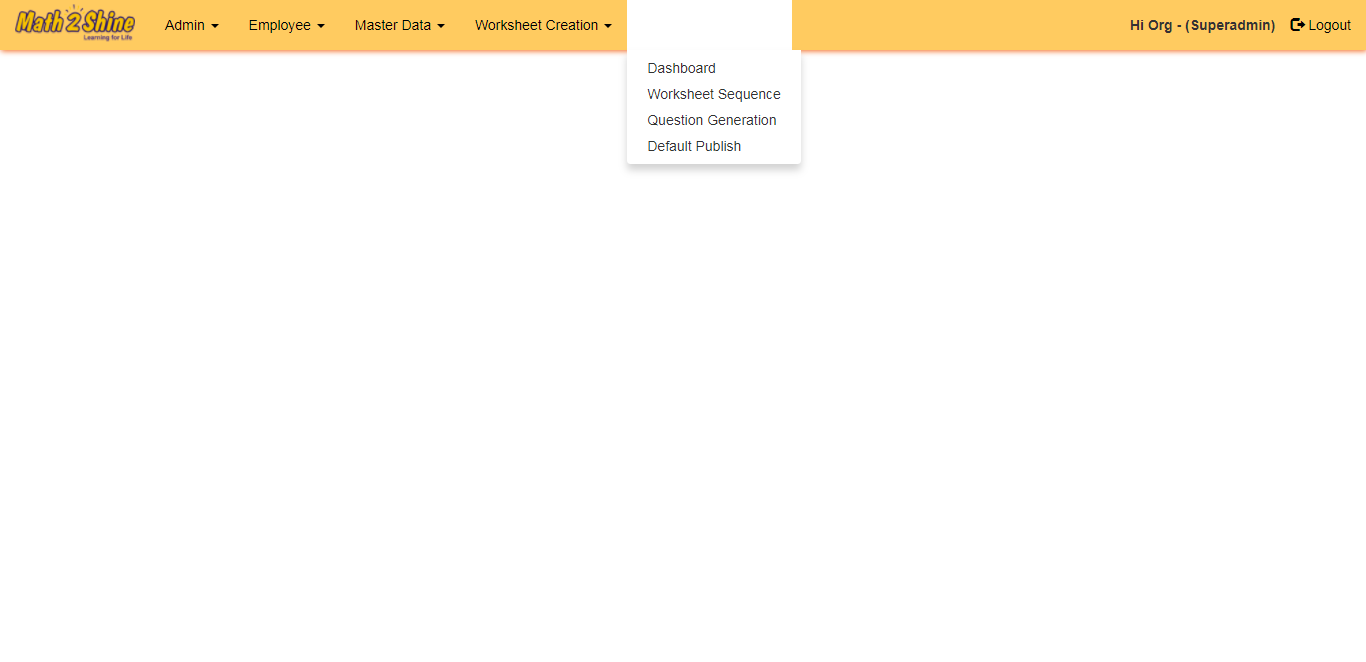 Math 2 Shine
Learning for Life
Admin
Employee
Master Data
Worksheet Creation
Hi Org - (Superadmin)
Logout
Dashboard
Worksheet Sequence
Question Generation
Default Publish